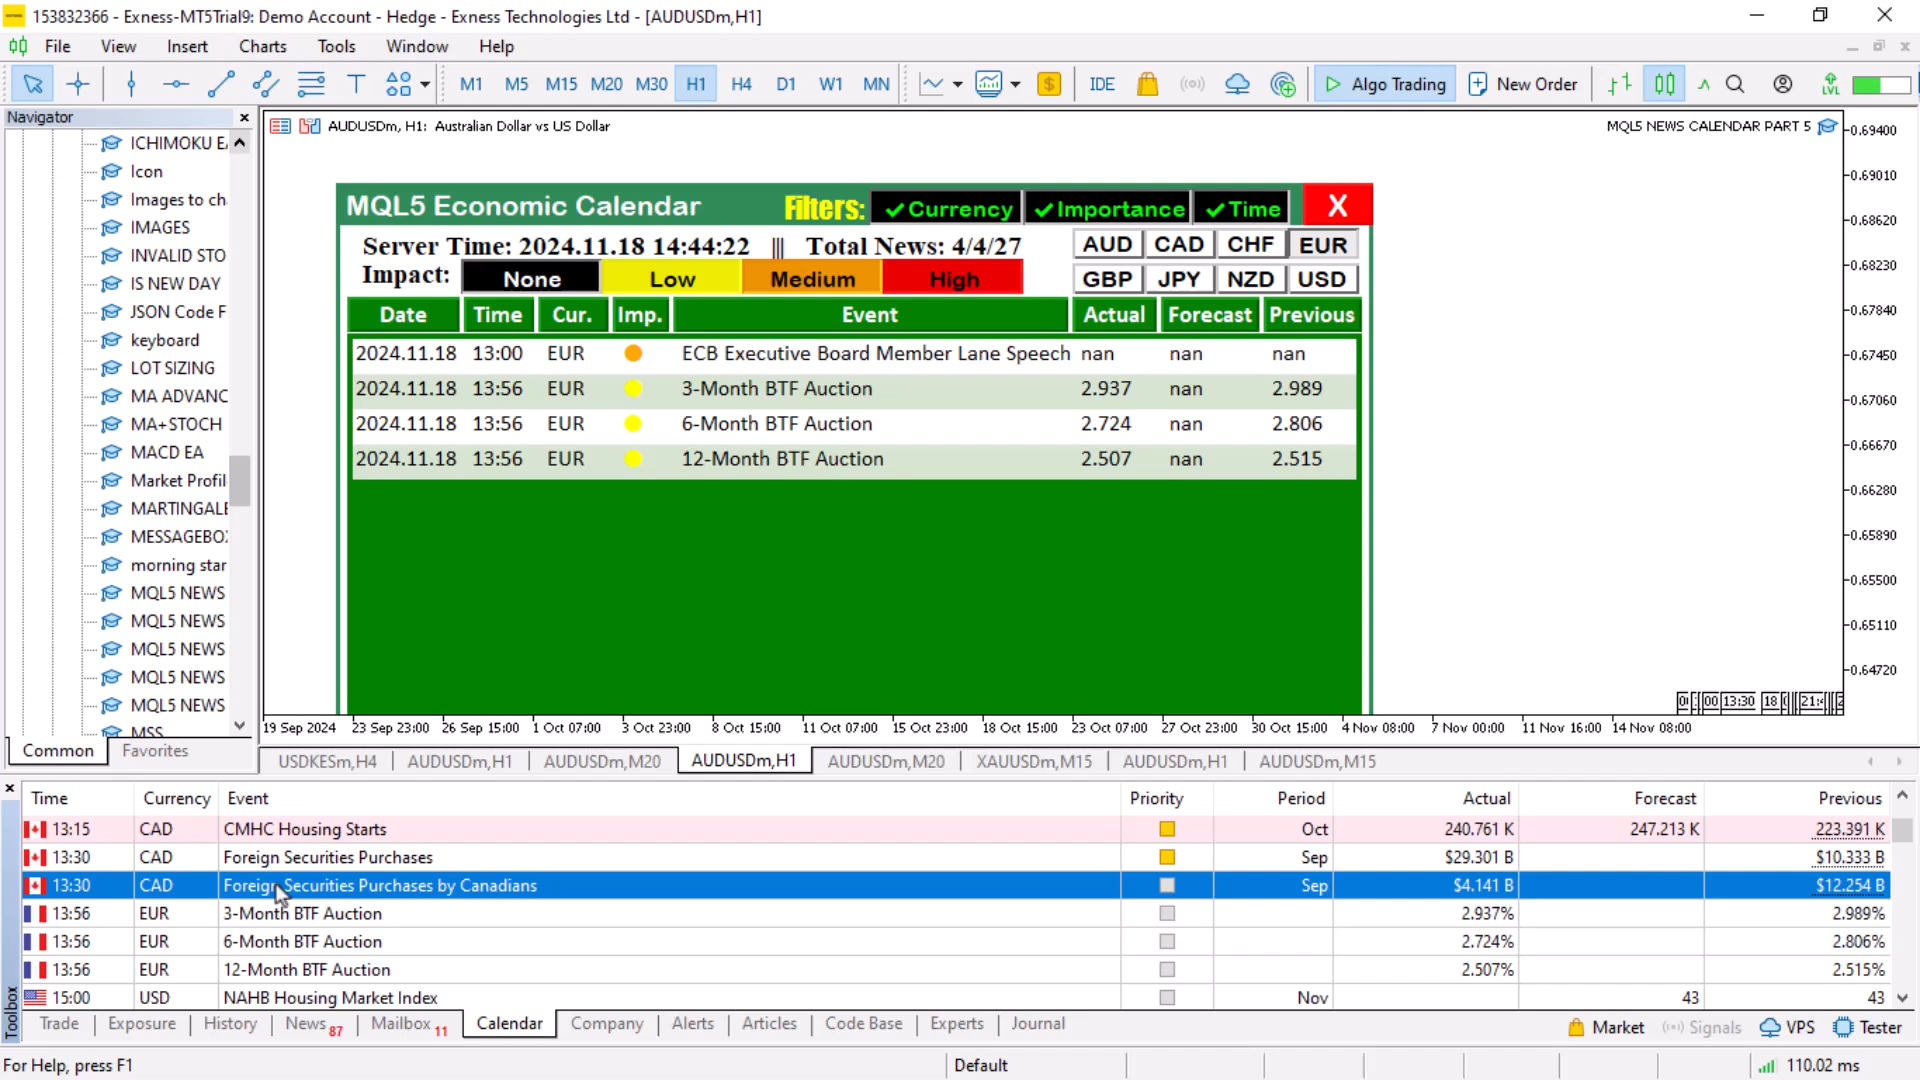 153832366 - Exness-MT5Trial9: Demo Account - Hedge - Exness Technologies Ltd - [AUDUSDm,H1]
File View Insert Charts Tools Window Help
M1 M5 M15 M20 M30 H1 H4 D1 W1 MN IDE Algo Trading New Order LVL
Navigator
ICHIMOKU EA
Icon
Images to ch
IMAGES
INVALID STO
IS NEW DAY
JSON Code F
keyboard
LOT SIZING
MA ADVANC
MA+STOCH
MACD EA
Market Profil
MARTINGALE
MESSAGEBOX
morning star
MQL5 NEWS
MQL5 NEWS
MQL5 NEWS
MQL5 NEWS
MQL5 NEWS
MSS
Common Favorites
AUDUSDm, H1: Australian Dollar vs US Dollar
MQL5 NEWS CALENDAR PART 5
MQL5 Economic Calendar Filters: ✔Currency ✔Importance ✔Time X
Server Time: 2024.11.18 14:44:22 ||| Total News: 4/4/27
AUD CAD CHF EUR
Impact: None Low Medium High
GBP JPY NZD USD
Date Time Cur. Imp. Event Actual Forecast Previous
2024.11.18 13:00 EUR ECB Executive Board Member Lane Speech nan nan nan
2024.11.18 13:56 EUR 3-Month BTF Auction 2.937 nan 2.989
2024.11.18 13:56 EUR 6-Month BTF Auction 2.724 nan 2.806
2024.11.18 13:56 EUR 12-Month BTF Auction 2.507 nan 2.515
0.69400
0.69010
0.68620
0.68230
0.67840
0.67450
0.67060
0.66670
0.66280
0.65890
0.65500
0.65110
0.64720
13:30 18
19 Sep 2024 23 Sep 23:00 26 Sep 15:00 1 Oct 07:00 3 Oct 23:00 8 Oct 15:00 11 Oct 07:00 15 Oct 23:00 18 Oct 15:00 23 Oct 07:00 27 Oct 23:00 30 Oct 15:00 4 Nov 08:00 7 Nov 00:00 11 Nov 16:00 14 Nov 08:00
USDKESm,H4 AUDUSDm,H1 AUDUSDm,M20 AUDUSDm,H1 AUDUSDm,M20 XAUUSDm,M15 AUDUSDm,H1 AUDUSDm,M15
Time Currency Event Priority Period Actual Forecast Previous
13:15 CAD CMHC Housing Starts Oct 240.761 K 247.213 K 223.391 K
13:30 CAD Foreign Securities Purchases Sep $29.301 B $10.333 B
13:30 CAD Foreign Securities Purchases by Canadians Sep $4.141 B $12.254 B
13:56 EUR 3-Month BTF Auction 2.937% 2.989%
13:56 EUR 6-Month BTF Auction 2.724% 2.806%
13:56 EUR 12-Month BTF Auction 2.507% 2.515%
15:00 USD NAHB Housing Market Index Nov 43 43
Toolbox
Trade Exposure History News 87 Mailbox 11 Calendar Company Alerts Articles Code Base Experts Journal Market Signals VPS Tester
For Help, press F1 Default 110.02 ms